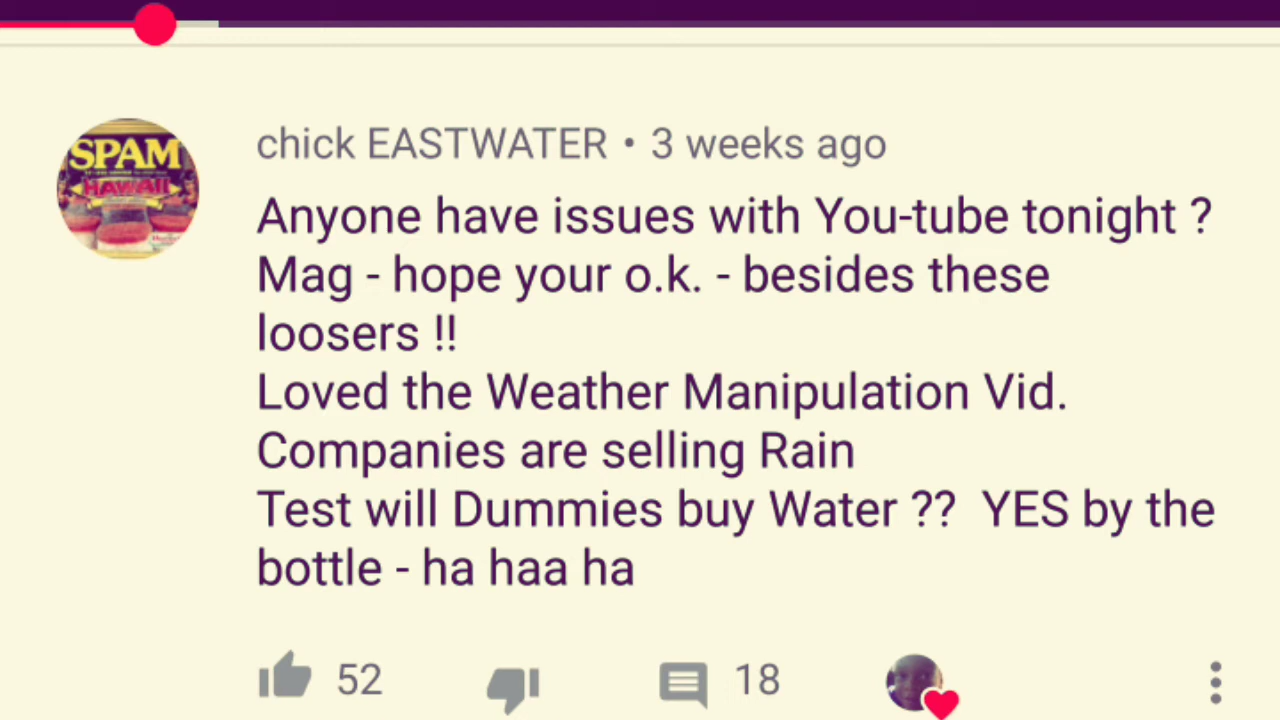 SPAM
HAWAII
chick EASTWATER • 3 weeks ago
Anyone have issues with You-tube tonight ?
Mag - hope your o.k. - besides these
loosers !!
Loved the Weather Manipulation Vid.
Companies are selling Rain
Test will Dummies buy Water ??  YES by the
bottle - ha haa ha
52 18